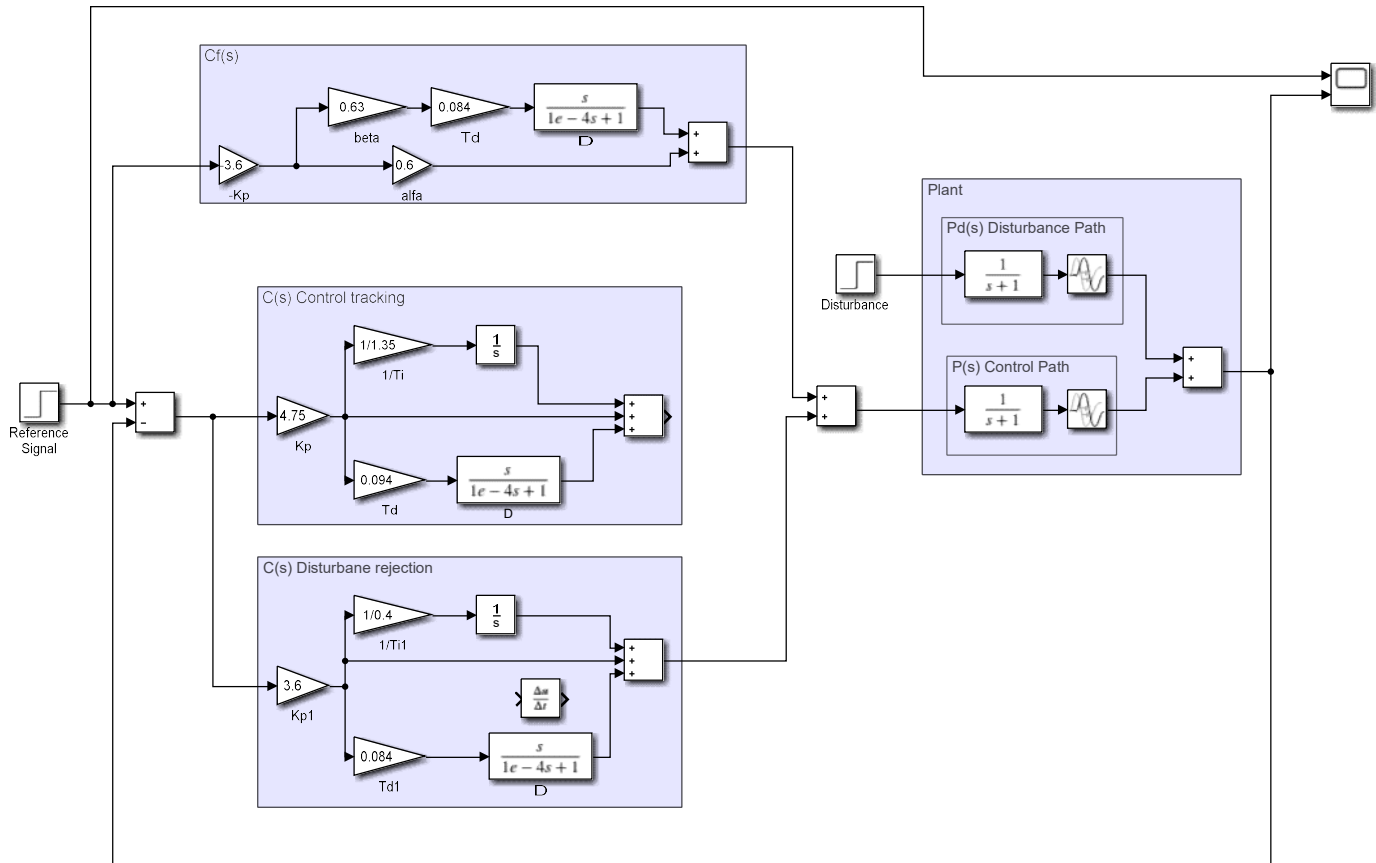 Cf(s)
0.63
beta
0.084
Td
s
1e − 4s + 1
D
+
+
-3.6
-Kp
0.6
alfa
Plant
Pd(s) Disturbance Path
1
s + 1
Disturbance
P(s) Control Path
1
s + 1
+
+
C(s) Control tracking
1/1.35
1/Ti
1
s
4.75
Kp
0.094
Td
s
1e − 4s + 1
D
+
+
+
Reference
Signal
+
−
+
+
C(s) Disturbane rejection
1/0.4
1/Ti1
1
s
3.6
Kp1
Δu
Δt
0.084
Td1
s
1e − 4s + 1
D
+
+
+